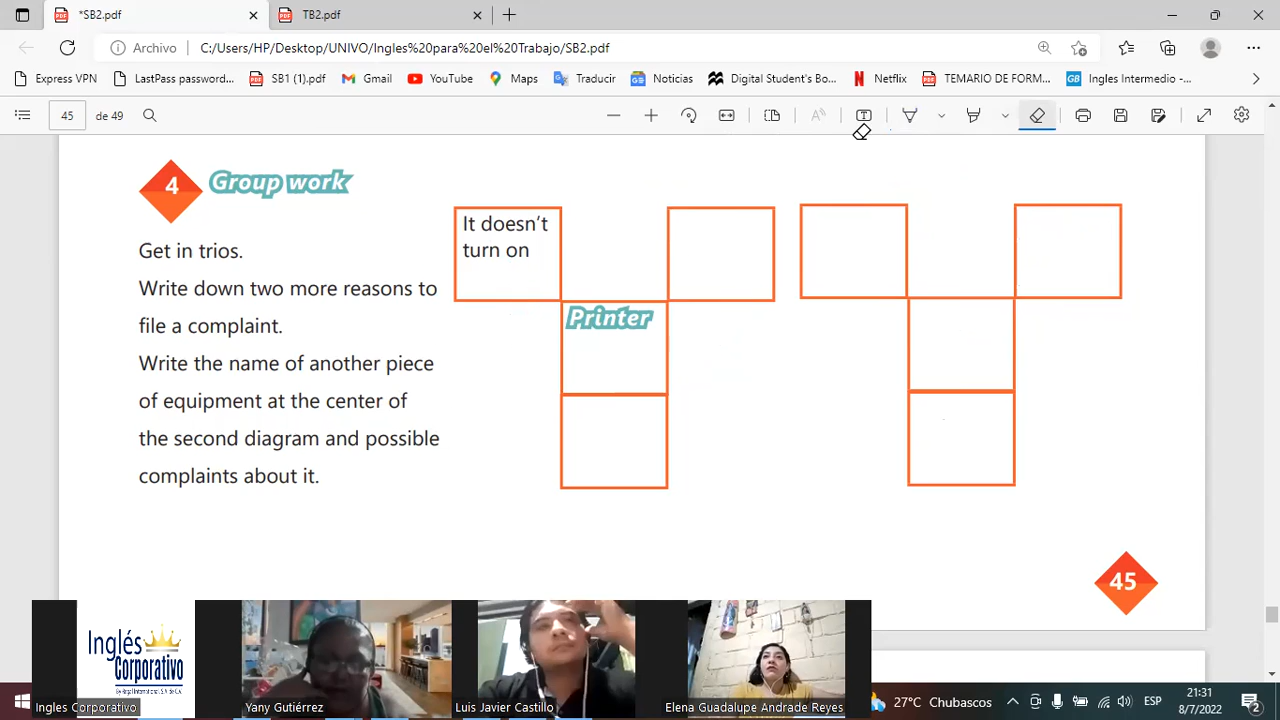 *SB2.pdf
TB2.pdf
Archivo
C:/Users/HP/Desktop/UNIVO/Ingles%20para%20el%20Trabajo/SB2.pdf
Express VPN
LastPass password...
SB1 (1).pdf
Gmail
YouTube
Maps
Traducir
Noticias
Digital Student's Bo...
Netflix
TEMARIO DE FORM...
GB
Ingles Intermedio -...
45
de 49
4
Group work
Get in trios.
Write down two more reasons to
file a complaint.
Write the name of another piece
of equipment at the center of
the second diagram and possible
complaints about it.
It doesn't
turn on
Printer
45
Inglés
Corporativo
Ingles Corporativo
Yany Gutiérrez
Luis Javier Castillo
Elena Guadalupe Andrade Reyes
27°C Chubascos
ESP
21:31
8/7/2022
2